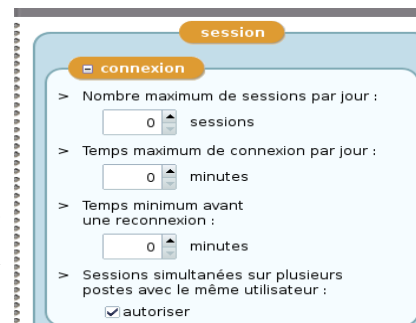 session
connexion
> Nombre maximum de sessions par jour :
0 sessions
> Temps maximum de connexion par jour :
0 minutes
> Temps minimum avant
une reconnexion :
0 minutes
> Sessions simultanées sur plusieurs
postes avec le même utilisateur :
autoriser